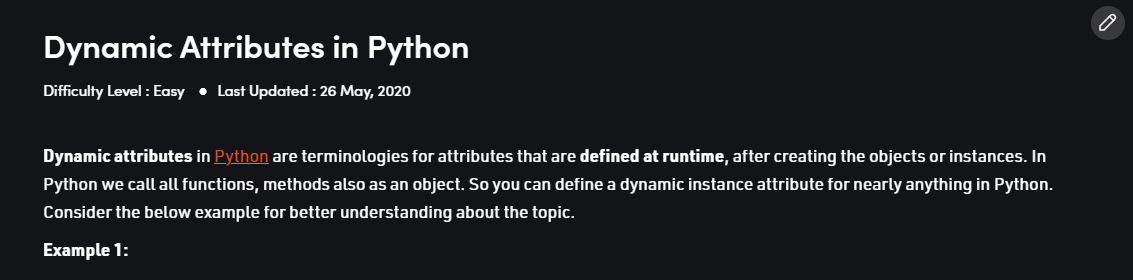 Dynamic Attributes in Python
Difficulty Level : Easy ● Last Updated : 26 May, 2020
Dynamic attributes in Python are terminologies for attributes that are defined at runtime, after creating the objects or instances. In
Python we call all functions, methods also as an object. So you can define a dynamic instance attribute for nearly anything in Python.
Consider the below example for better understanding about the topic.
Example 1: